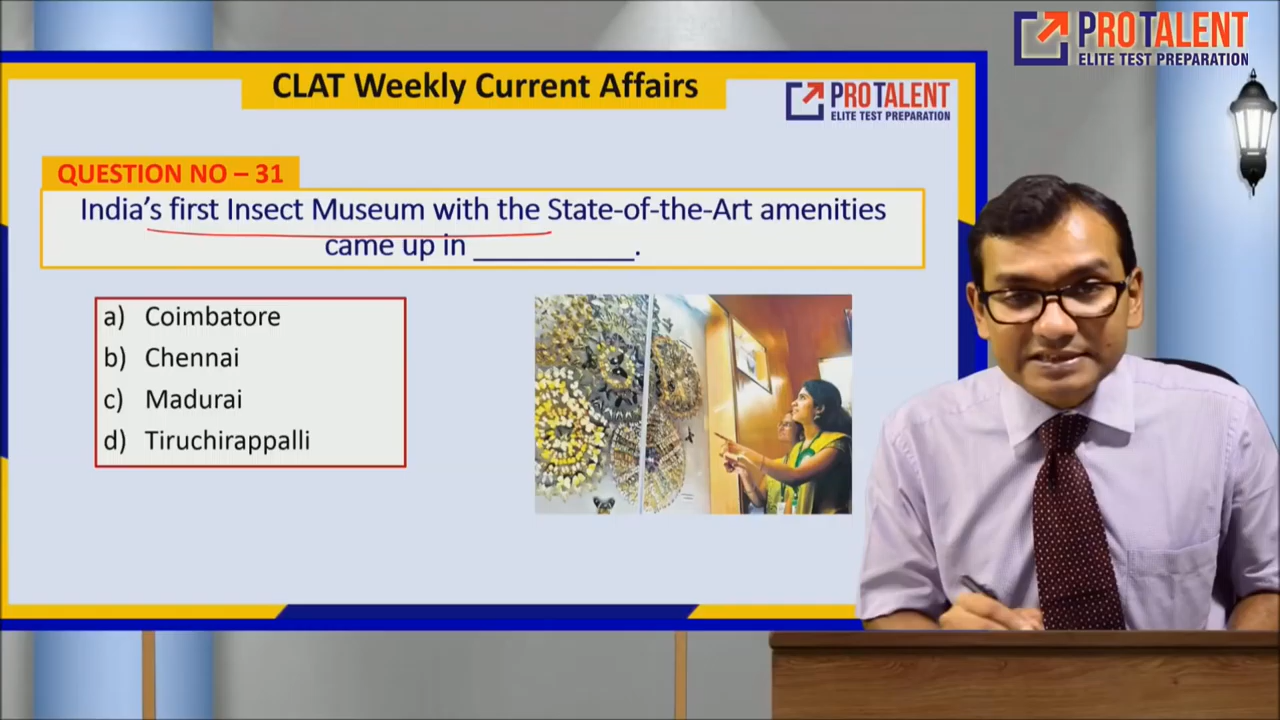 PROTALENT
ELITE TEST PREPARATION
CLAT Weekly Current Affairs
PROTALENT
ELITE TEST PREPARATION
QUESTION NO – 31
India's first Insect Museum with the State-of-the-Art amenities
came up in __________.
a) Coimbatore
b) Chennai
c) Madurai
d) Tiruchirappalli